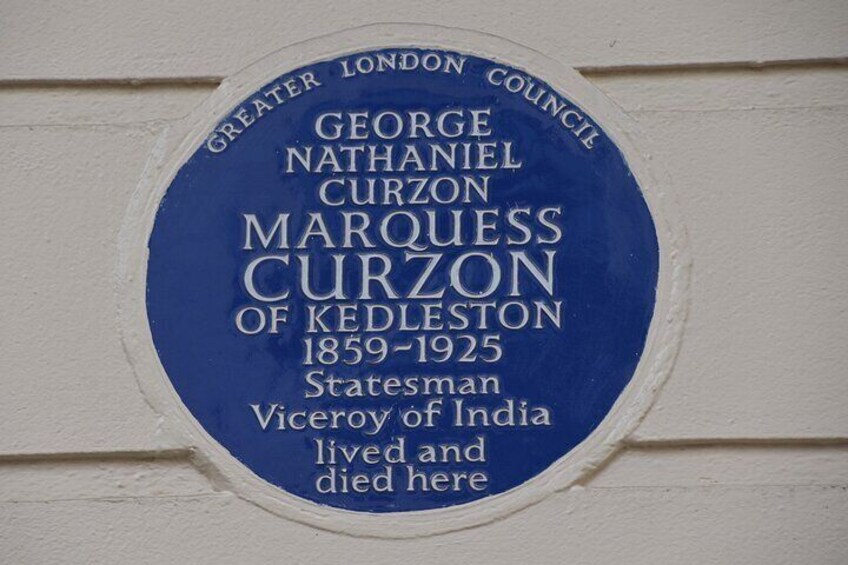 GREATER LONDON COUNCIL
GEORGE
NATHANIEL
CURZON
MARQUESS
CURZON
OF KEDLESTON
1859-1925
Statesman
Viceroy of India
lived and
died here